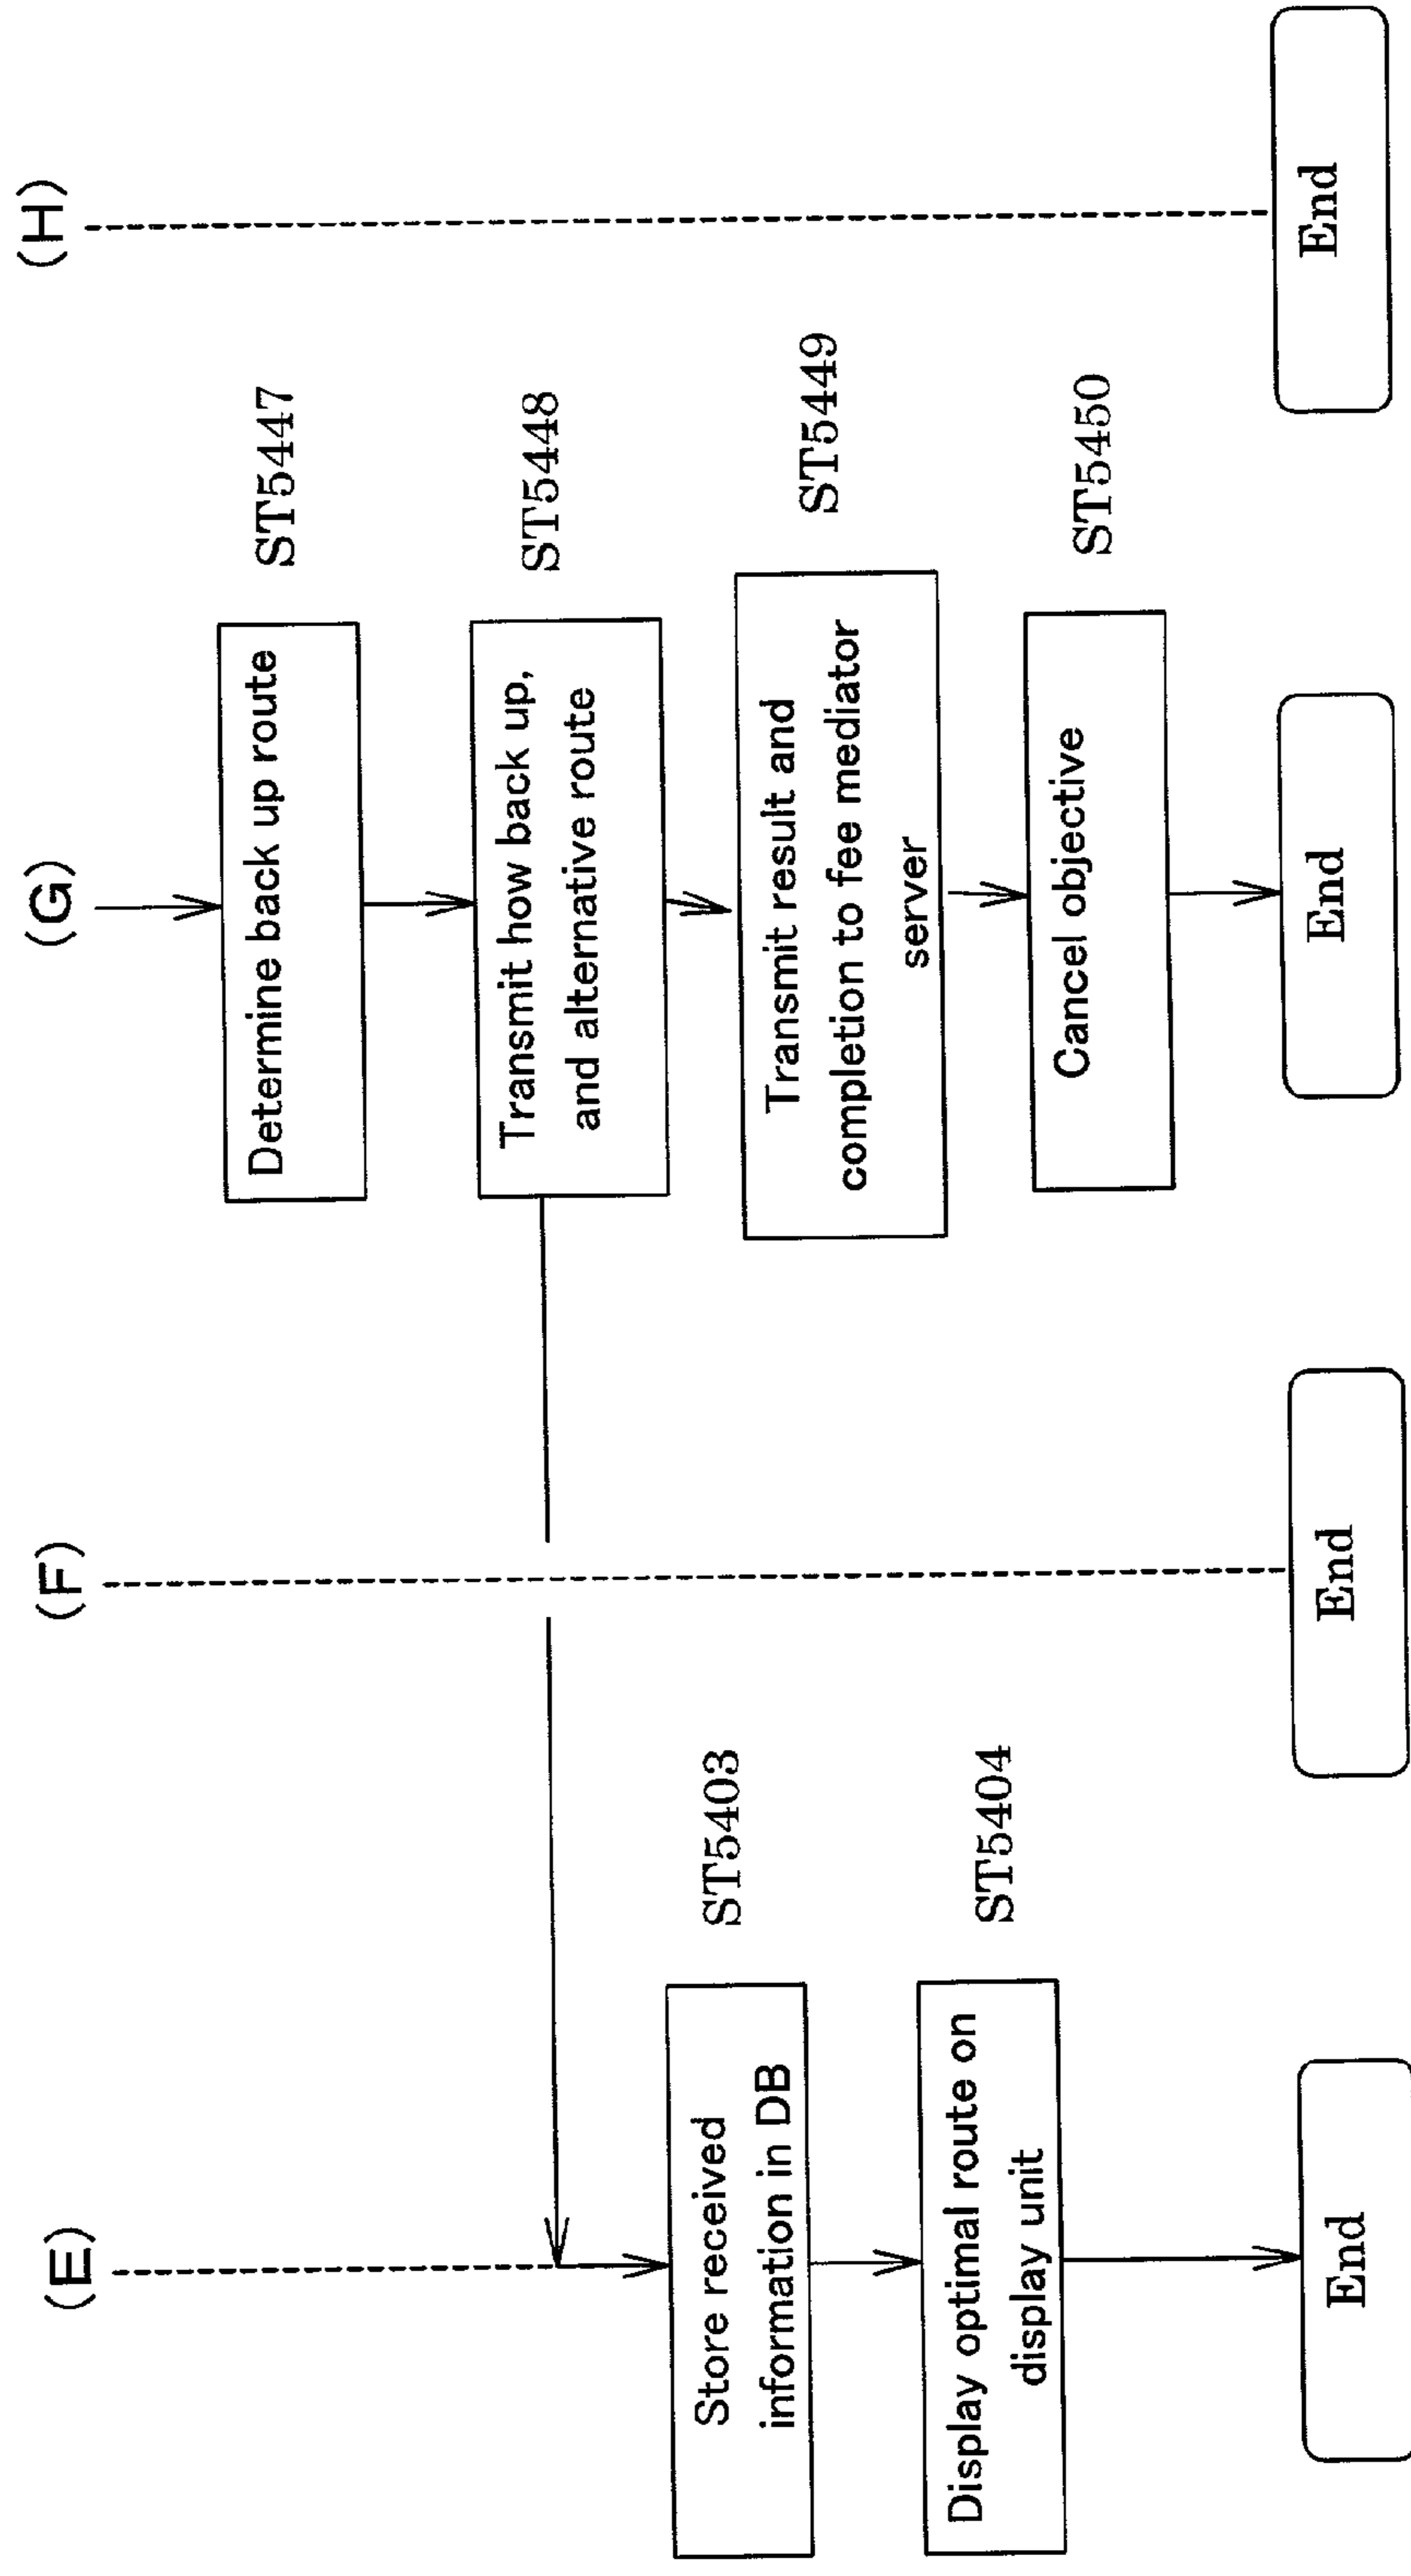 (E)
(F)
(G)
(H)
ST5447
Determine back up route
ST5448
Transmit how back up,
and alternative route
ST5403
Store received
information in DB
ST5449
Transmit result and
completion to fee mediator
server
ST5404
Display optimal route on
display unit
ST5450
Cancel objective
End
End
End
End